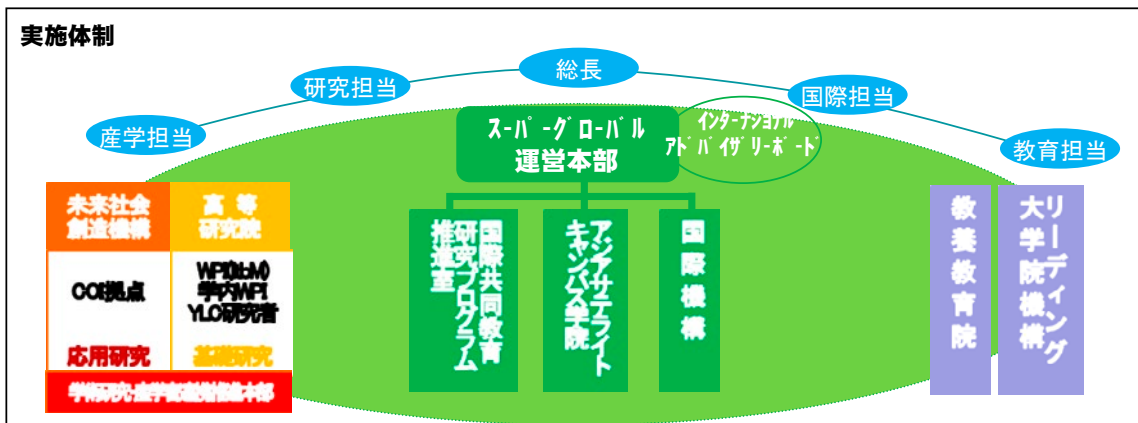 実施体制
総長
研究担当
国際担当
産学担当
教育担当
ｽｰﾊﾟｰｸﾞﾛｰﾊﾞﾙ
運営本部
ｲﾝﾀｰﾅｼｮﾅﾙ
ｱﾄﾞﾊﾞｲｻﾞﾘｰﾎﾞｰﾄﾞ
未来社会
創造機構
高 等
研究院
COI拠点
WPI(ITbM)
学内WPI
YLC研究者
応用研究
基礎研究
国際共同教育
研究プログラム
推進室
アジアサテライト
キャンパス学院
国際機構
教養教育院
リーディング
大学院機構